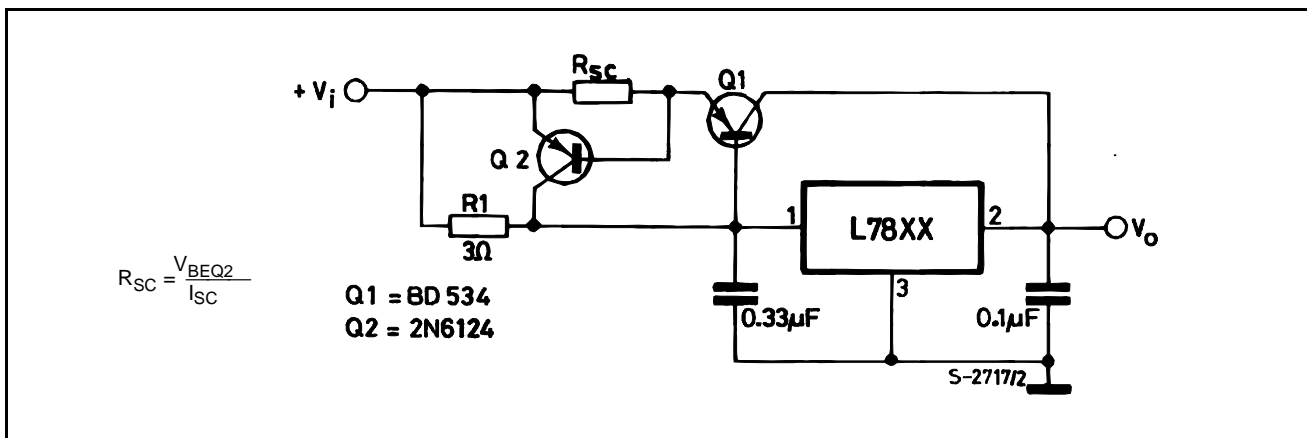 RSC
Q1
+ Vi
Q 2
R1
3Ω
1
L78XX
2
Vo
3
RSC = VBEQ2
ISC
Q1 = BD 534
Q2 = 2N6124
0.33µF
0.1µF
S-2717/2